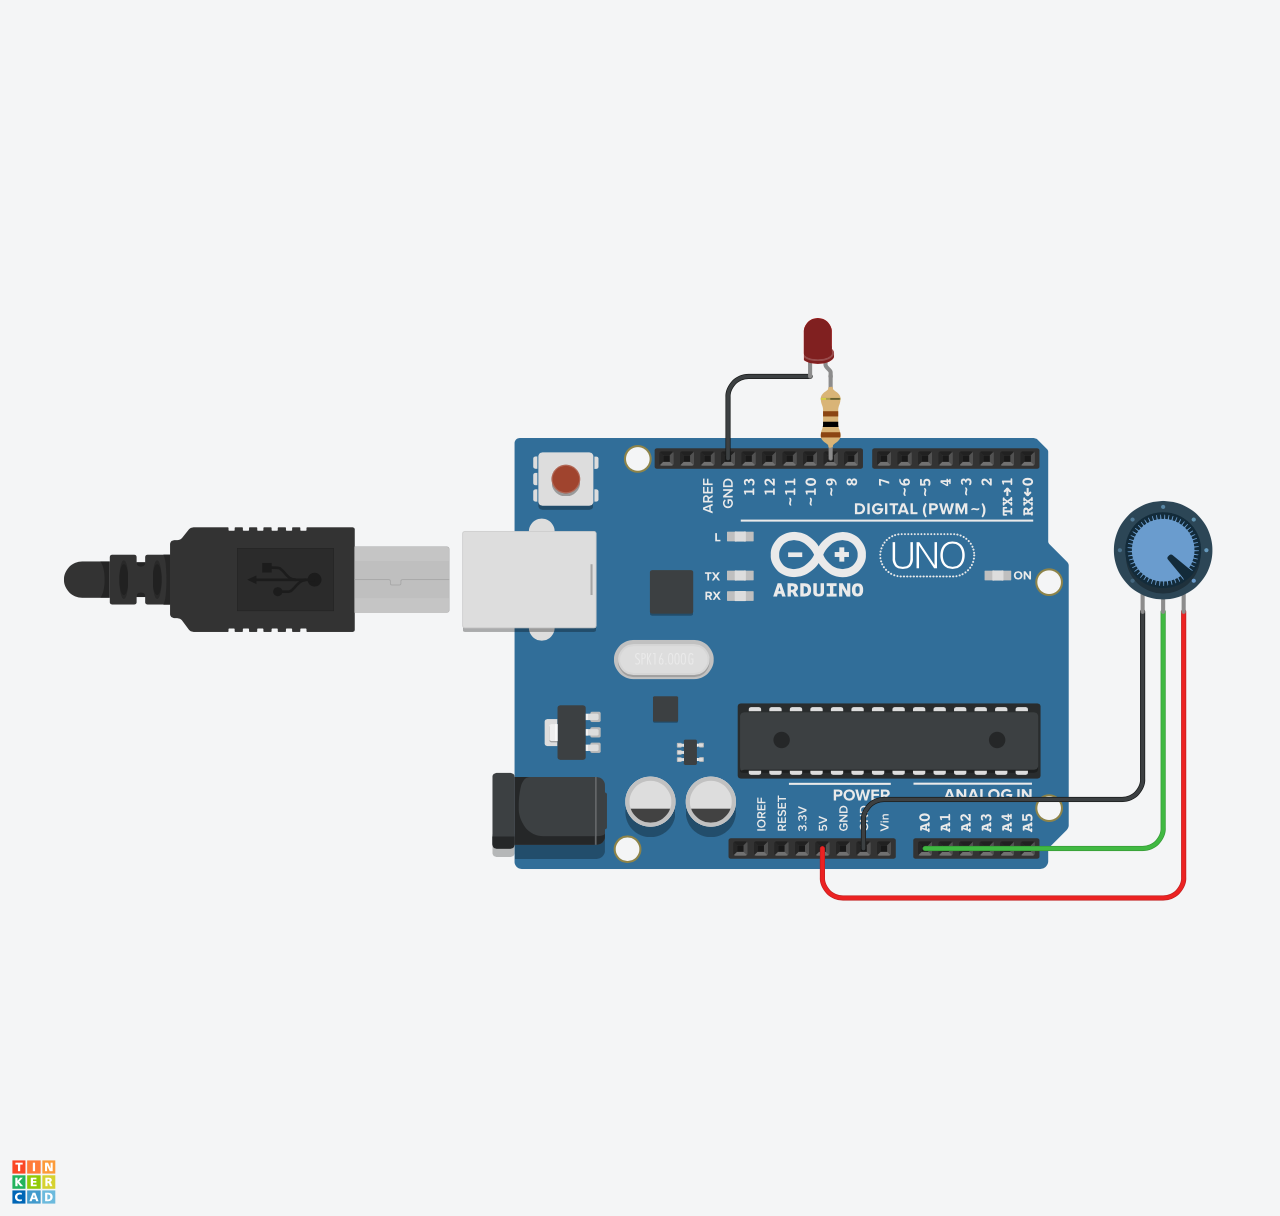 AREF
GND
13
12
~11
~10
~9
8
7
~6
~5
4
~3
2
TX→1
RX←0
DIGITAL (PWM~)
L
TX
RX
UNO
ON
ARDUINO
SPK16.000G
POWER
ANALOG IN
IOREF
RESET
3.3V
5V
GND
Vin
A0
A1
A2
A3
A4
A5
TIN
KER
CAD